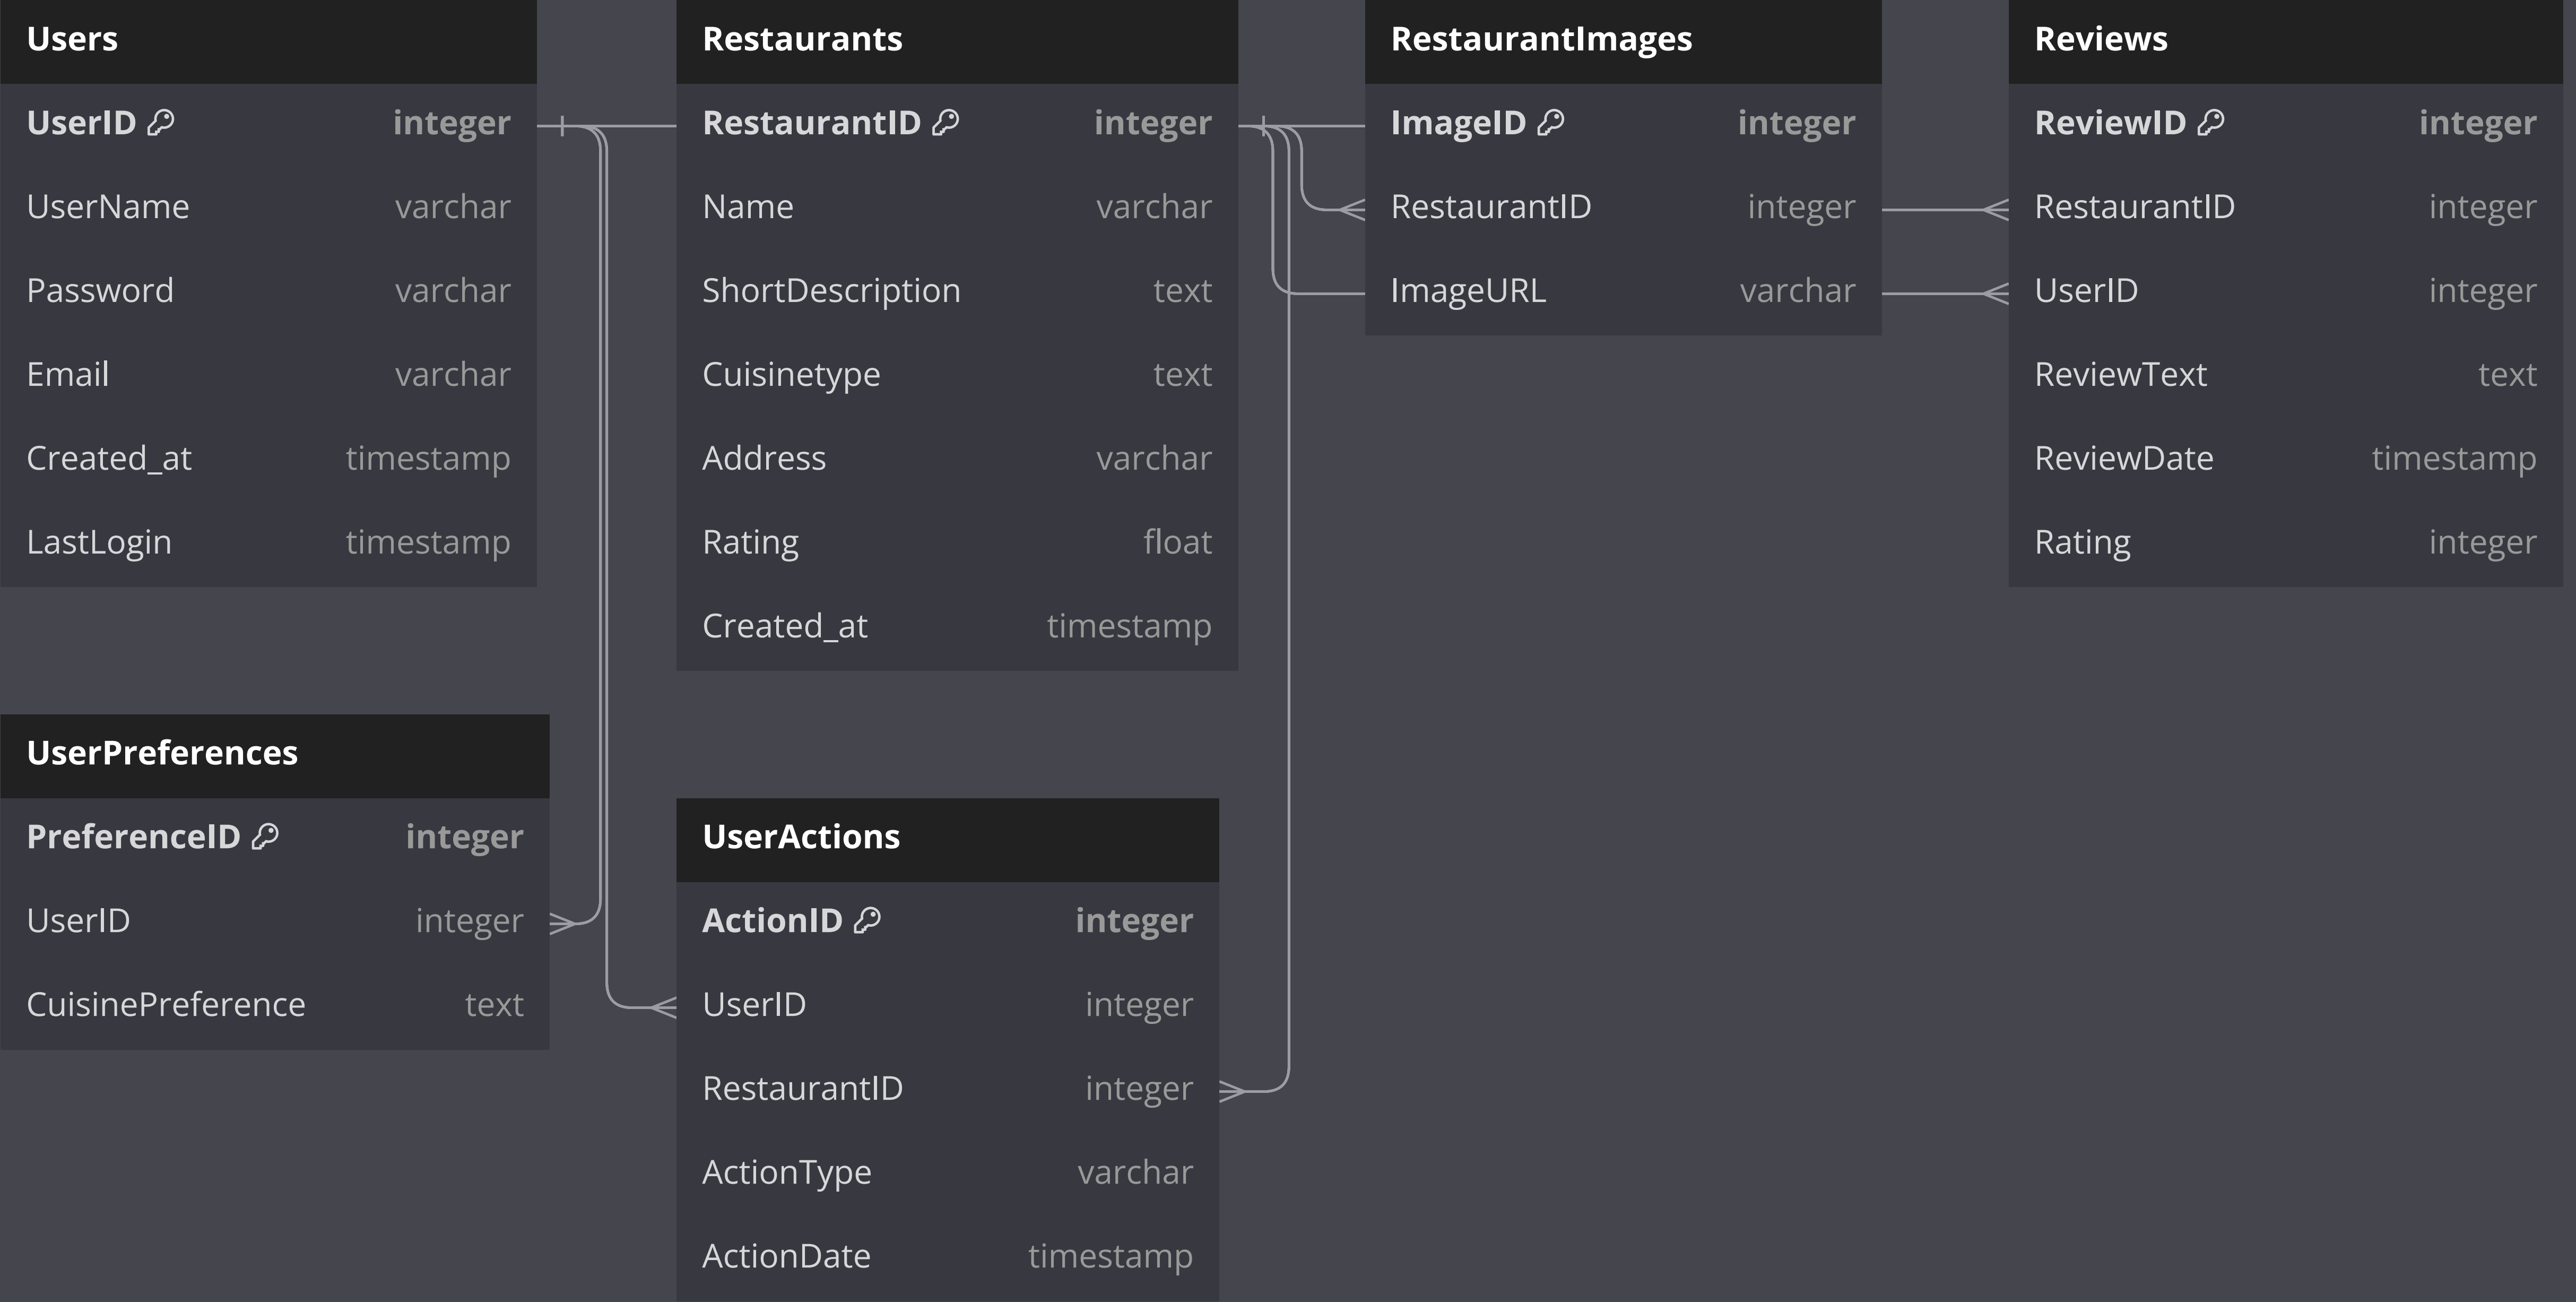 Users
UserID integer
UserName varchar
Password varchar
Email varchar
Created_at timestamp
LastLogin timestamp
Restaurants
RestaurantID integer
Name varchar
ShortDescription text
Cuisinetype text
Address varchar
Rating float
Created_at timestamp
RestaurantImages
ImageID integer
RestaurantID integer
ImageURL varchar
Reviews
ReviewID integer
RestaurantID integer
UserID integer
ReviewText text
ReviewDate timestamp
Rating integer
UserPreferences
PreferenceID integer
UserID integer
CuisinePreference text
UserActions
ActionID integer
UserID integer
RestaurantID integer
ActionType varchar
ActionDate timestamp